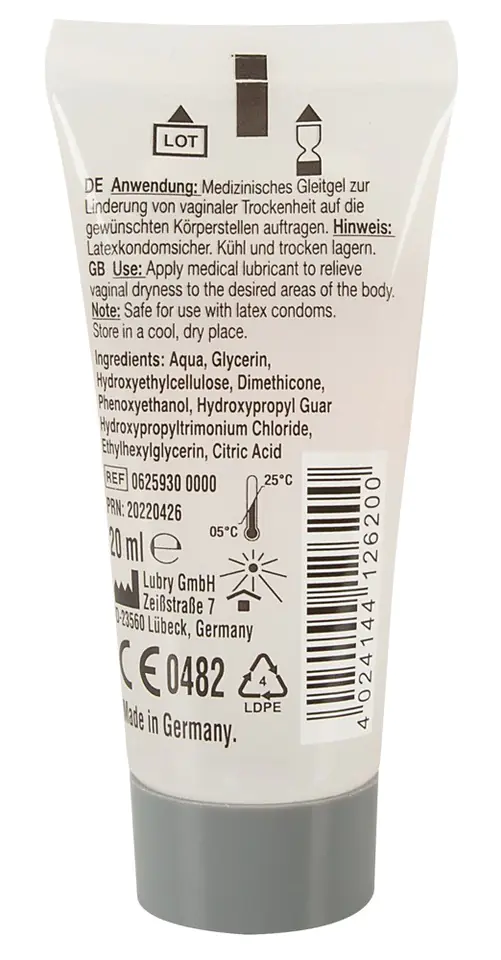 LOT
DE Anwendung: Medizinisches Gleitgel zur
Linderung von vaginaler Trockenheit auf die
gewünschten Körperstellen auftragen. Hinweis:
Latexkondomsicher. Kühl und trocken lagern.
GB Use: Apply medical lubricant to relieve
vaginal dryness to the desired areas of the body.
Note: Safe for use with latex condoms.
Store in a cool, dry place.
Ingredients: Aqua, Glycerin,
Hydroxyethylcellulose, Dimethicone,
Phenoxyethanol, Hydroxypropyl Guar
Hydroxypropyltrimonium Chloride,
Ethylhexylglycerin, Citric Acid
REF 0625930 0000
PRN: 20220426
25°C
05°C
20 ml ℮
Lubry GmbH
Zeißstraße 7
D-23560 Lübeck, Germany
CE 0482
4
LDPE
Made in Germany.
4 024144 126200